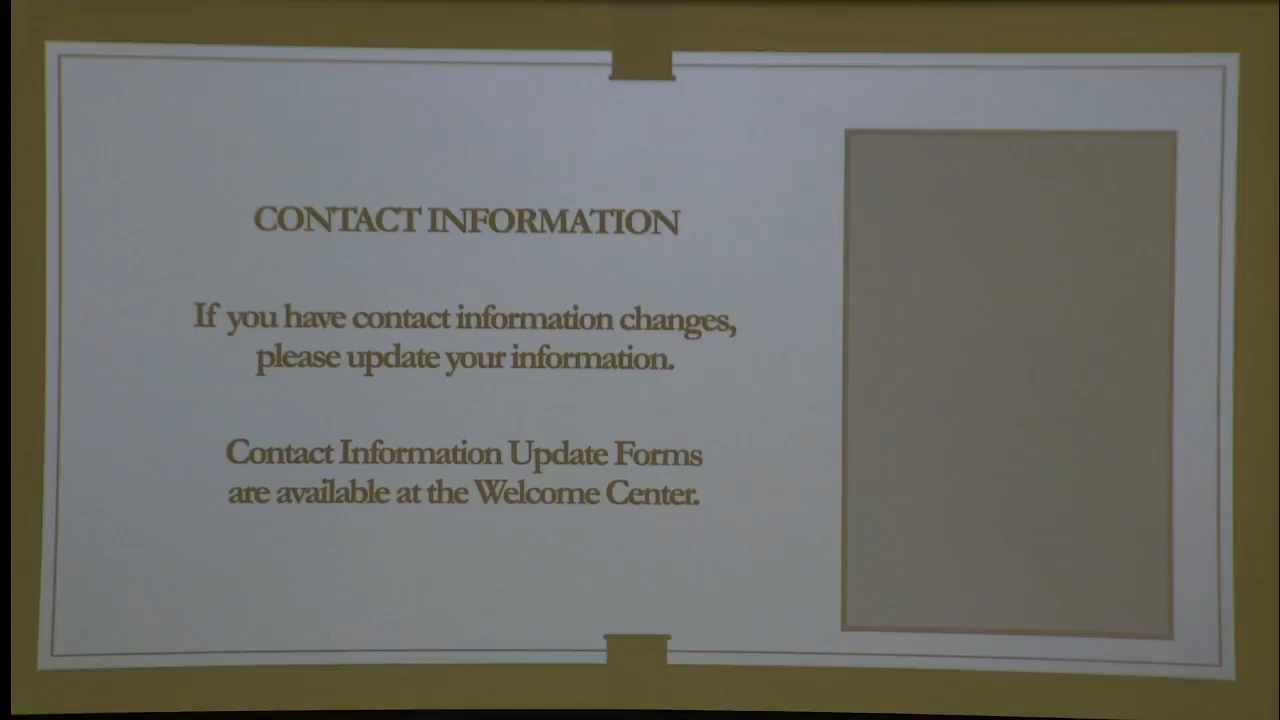 CONTACT INFORMATION
If you have contact information changes,
please update your information.
Contact Information Update Forms
are available at the Welcome Center.